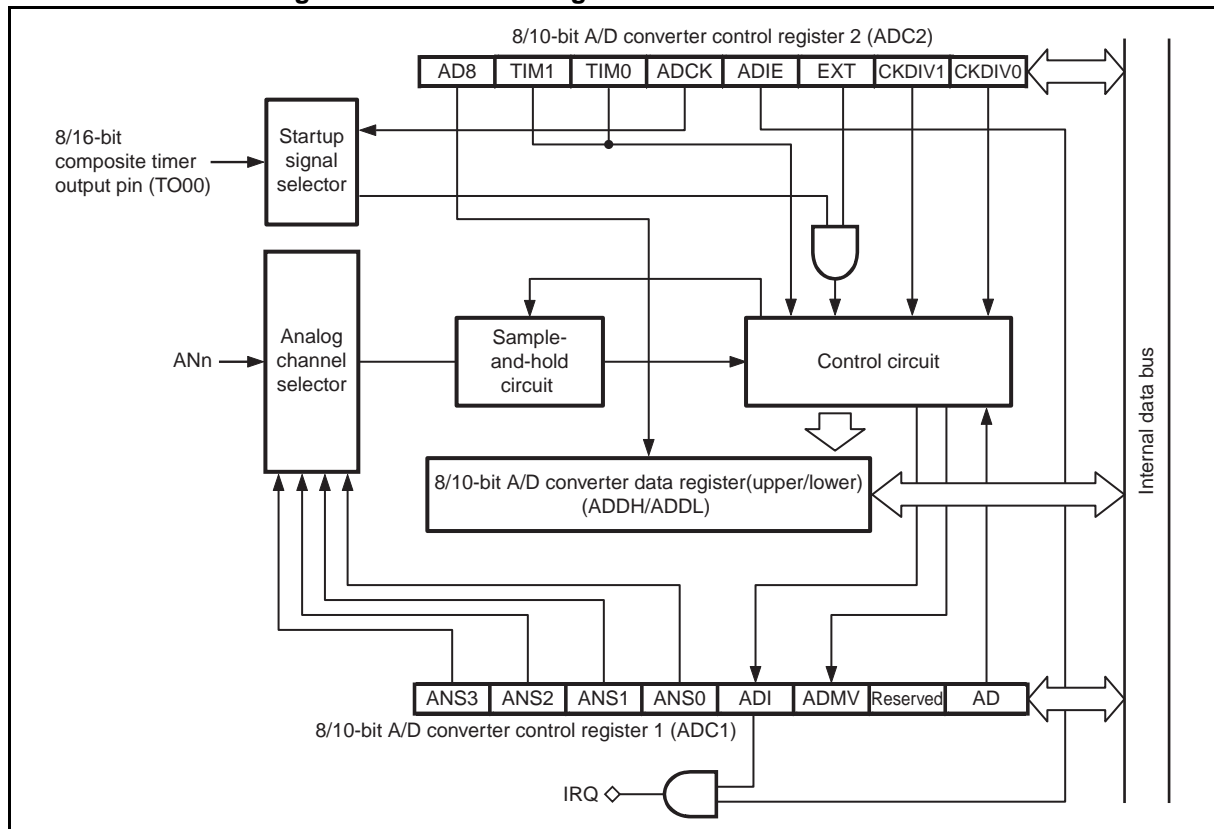 8/10-bit A/D converter control register 2 (ADC2)
AD8 TIM1 TIM0 ADCK ADIE EXT CKDIV1 CKDIV0
8/16-bit
composite timer
output pin (TO00)
Startup
signal
selector
ANn
Analog
channel
selector
Sample-
and-hold
circuit
Control circuit
Internal data bus
8/10-bit A/D converter data register(upper/lower)
(ADDH/ADDL)
ANS3 ANS2 ANS1 ANS0 ADI ADMV Reserved AD
8/10-bit A/D converter control register 1 (ADC1)
IRQ